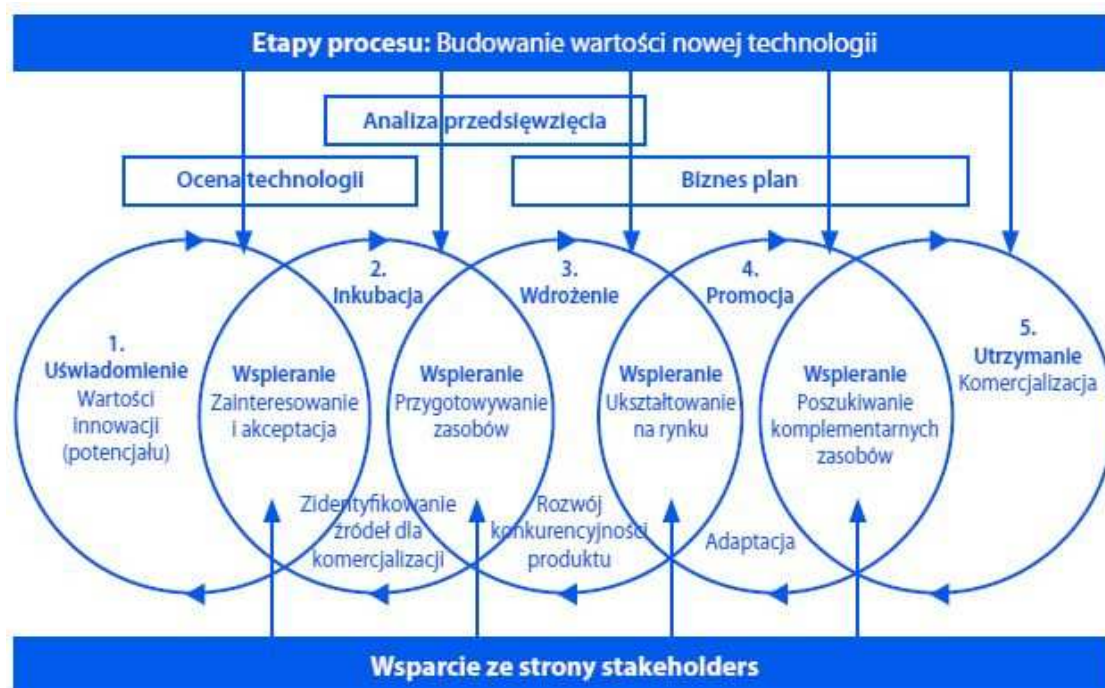 Etapy procesu: Budowanie wartości nowej technologii
Analiza przedsięwzięcia
Ocena technologii
Biznes plan
1.
Uświadomienie
Wartości
innowacji
(potencjału)
Wspieranie
Zainteresowanie
i akceptacja
2.
Inkubacja
Zidentyfikowanie
źródeł dla
komercjalizacji
Wspieranie
Przygotowywanie
zasobów
3.
Wdrożenie
Rozwój
konkurencyjności
produktu
Wspieranie
Ukształtowanie
na rynku
4.
Promocja
Adaptacja
Wspieranie
Poszukiwanie
komplementarnych
zasobów
5.
Utrzymanie
Komercjalizacja
Wsparcie ze strony stakeholders